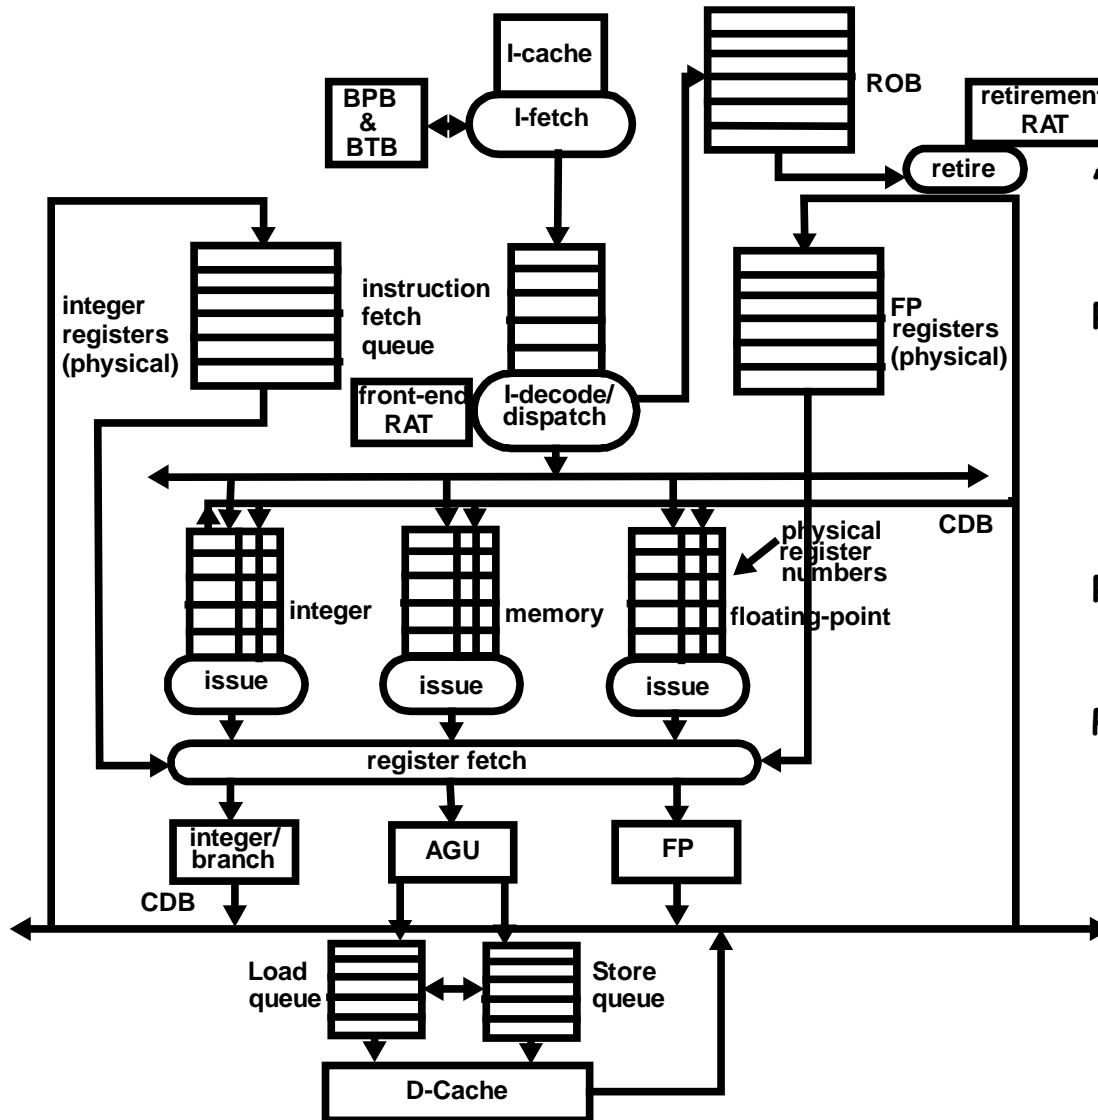 I-cache
BPB
&
BTB
I-fetch
ROB
retirement
RAT
retire
integer
registers
(physical)
instruction
fetch
queue
FP
registers
(physical)
front-end
RAT
I-decode/
dispatch
CDB
physical
register
numbers
integer
memory
floating-point
issue
issue
issue
register fetch
integer/
branch
AGU
FP
CDB
Load
queue
Store
queue
D-Cache